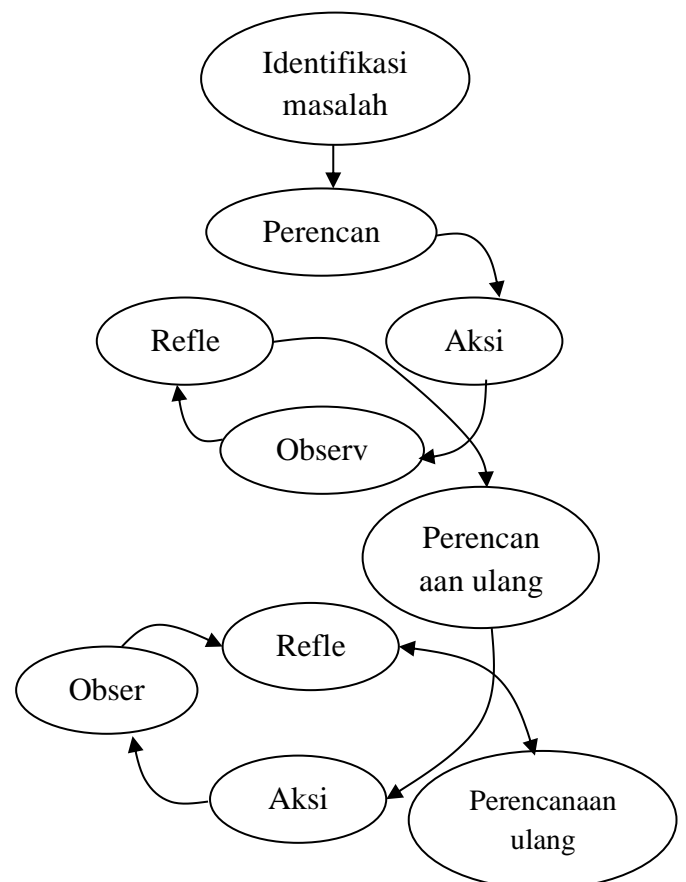 Identifikasi
masalah
Perencan
Refle
Aksi
Observ
Perencan
aan ulang
Refle
Obser
Aksi
Perencanaan
ulang